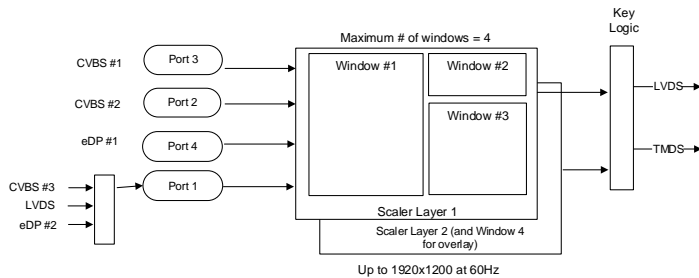 Key
Logic
Maximum # of windows = 4
CVBS #1
Port 3
Window #1
Window #2
LVDS
CVBS #2
Port 2
Window #3
eDP #1
Port 4
TMDS
CVBS #3
Port 1
LVDS
eDP #2
Scaler Layer 1
Scaler Layer 2 (and Window 4
for overlay)
Up to 1920x1200 at 60Hz